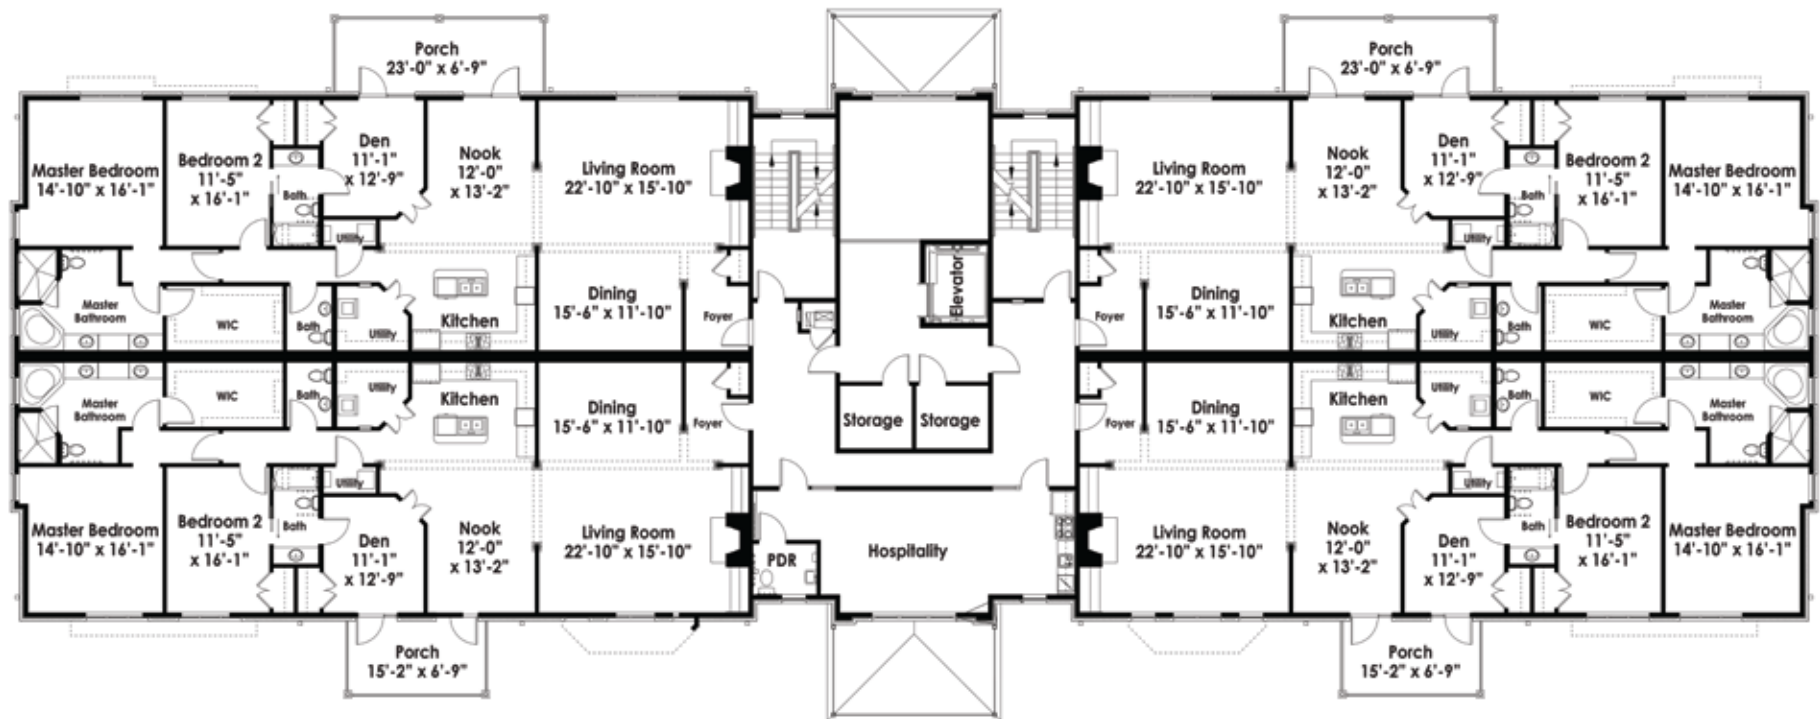 Porch
23'-0" x 6'-9"
Porch
23'-0" x 6'-9"
Master Bedroom
14'-10" x 16'-1"
Bedroom 2
11'-5"
x 16'-1"
Bath
Den
11'-1"
x 12'-9"
Utility
Nook
12'-0"
x 13'-2"
Living Room
22'-10" x 15'-10"
Living Room
22'-10" x 15'-10"
Nook
12'-0"
x 13'-2"
Den
11'-1"
x 12'-9"
Utility
Bath
Bedroom 2
11'-5"
x 16'-1"
Master Bedroom
14'-10" x 16'-1"
Master
Bathroom
WIC
Bath
Utility
Kitchen
Dining
15'-6" x 11'-10"
Foyer
Elevator
Foyer
Dining
15'-6" x 11'-10"
Kitchen
Utility
Bath
WIC
Master
Bathroom
Master
Bathroom
WIC
Bath
Utility
Kitchen
Dining
15'-6" x 11'-10"
Foyer
Storage
Storage
Foyer
Dining
15'-6" x 11'-10"
Kitchen
Utility
Bath
WIC
Master
Bathroom
Master Bedroom
14'-10" x 16'-1"
Bedroom 2
11'-5"
x 16'-1"
Bath
Utility
Den
11'-1"
x 12'-9"
Nook
12'-0"
x 13'-2"
Living Room
22'-10" x 15'-10"
PDR
Hospitality
Living Room
22'-10" x 15'-10"
Nook
12'-0"
x 13'-2"
Utility
Den
11'-1"
x 12'-9"
Bath
Bedroom 2
11'-5"
x 16'-1"
Master Bedroom
14'-10" x 16'-1"
Porch
15'-2" x 6'-9"
Porch
15'-2" x 6'-9"